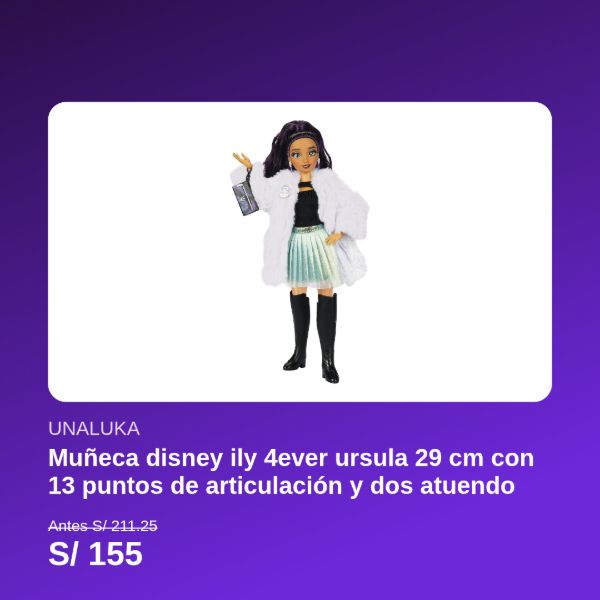 UNALUKA
Muñeca disney ily 4ever ursula 29 cm con
13 puntos de articulación y dos atuendo
Antes S/ 211.25
S/ 155